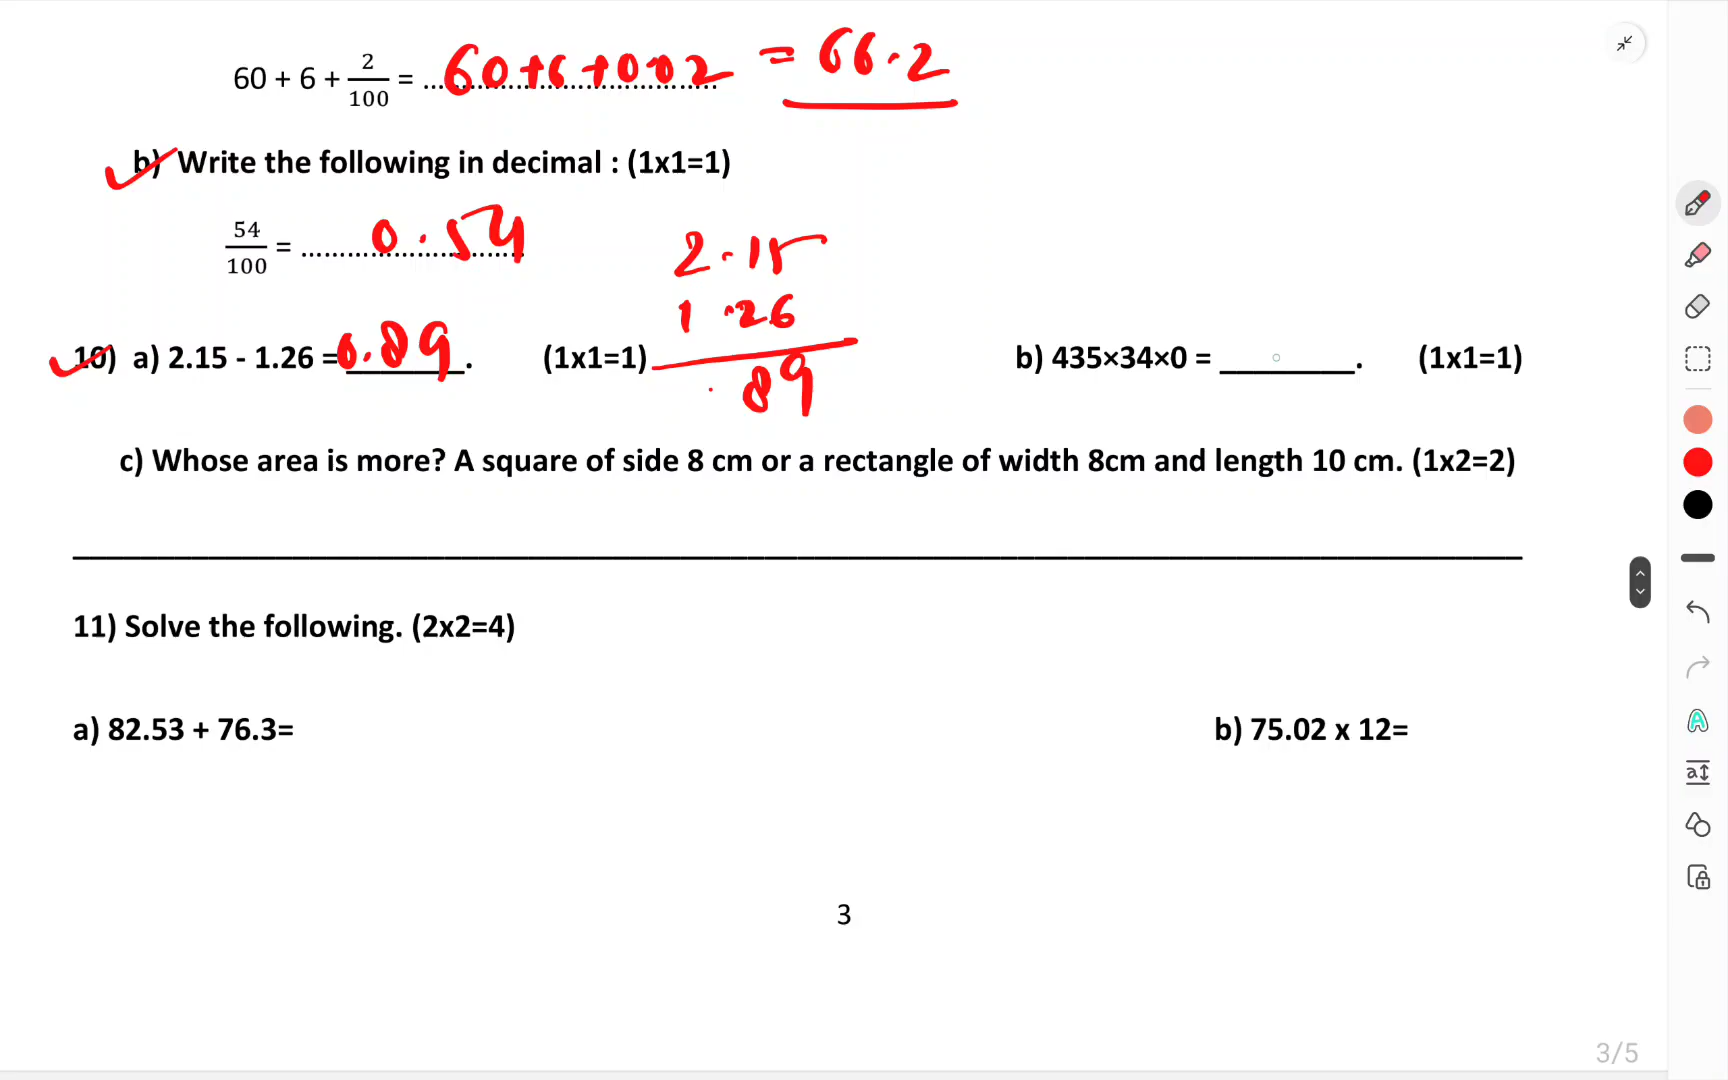 60 + 6 + 2/100 = .................................. 60+6+0.02 = 66.2
b) Write the following in decimal : (1x1=1)
54/100 = .......................... 0.54
2.15
1.26
.89
10) a) 2.15 - 1.26 = 0.89. (1x1=1) b) 435×34×0 = ________. (1x1=1)
c) Whose area is more? A square of side 8 cm or a rectangle of width 8cm and length 10 cm. (1x2=2)
11) Solve the following. (2x2=4)
a) 82.53 + 76.3= b) 75.02 x 12=
3
3/5